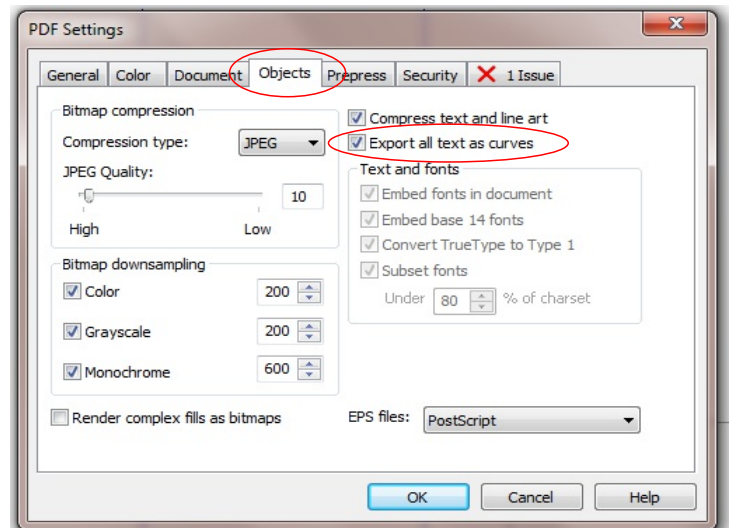 PDF Settings
General Color Document Objects Prepress Security 1 Issue
Bitmap compression
Compression type: JPEG
JPEG Quality:
10
High Low
Bitmap downsampling
Color 200
Grayscale 200
Monochrome 600
Render complex fills as bitmaps
Compress text and line art
Export all text as curves
Text and fonts
Embed fonts in document
Embed base 14 fonts
Convert TrueType to Type 1
Subset fonts
Under 80 % of charset
EPS files: PostScript
OK Cancel Help